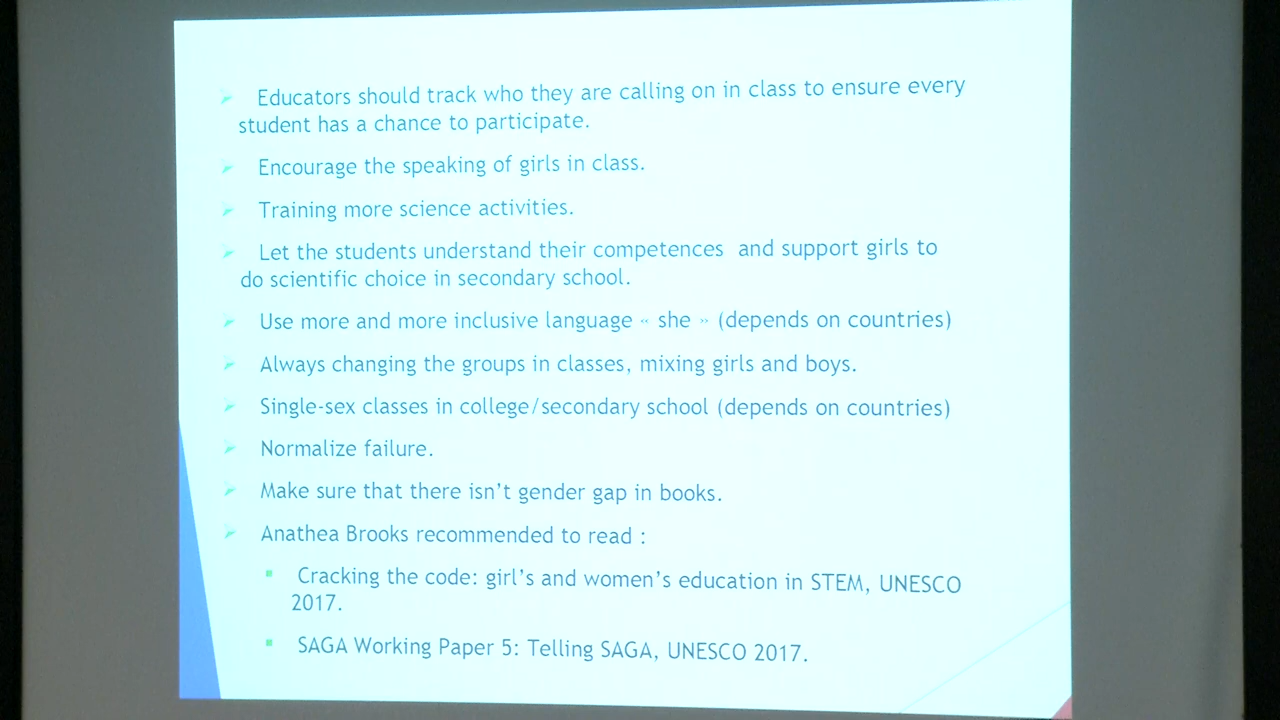 Educators should track who they are calling on in class to ensure every
student has a chance to participate.
Encourage the speaking of girls in class.
Training more science activities.
Let the students understand their competences and support girls to
do scientific choice in secondary school.
Use more and more inclusive language « she » (depends on countries)
Always changing the groups in classes, mixing girls and boys.
Single-sex classes in college/secondary school (depends on countries)
Normalize failure.
Make sure that there isn't gender gap in books.
Anathea Brooks recommended to read :
Cracking the code: girl's and women's education in STEM, UNESCO
2017.
SAGA Working Paper 5: Telling SAGA, UNESCO 2017.